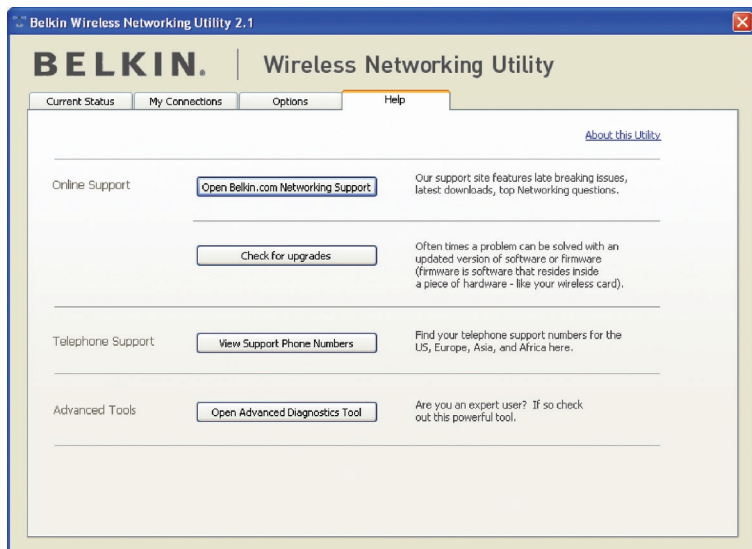 Belkin Wireless Networking Utility 2.1
BELKIN. Wireless Networking Utility
Current Status My Connections Options Help
About this Utility
Online Support
Open Belkin.com Networking Support
Our support site features late breaking issues,
latest downloads, top Networking questions.
Check for upgrades
Often times a problem can be solved with an
updated version of software or firmware
(firmware is software that resides inside
a piece of hardware - like your wireless card).
Telephone Support
View Support Phone Numbers
Find your telephone support numbers for the
US, Europe, Asia, and Africa here.
Advanced Tools
Open Advanced Diagnostics Tool
Are you an expert user? If so check
out this powerful tool.